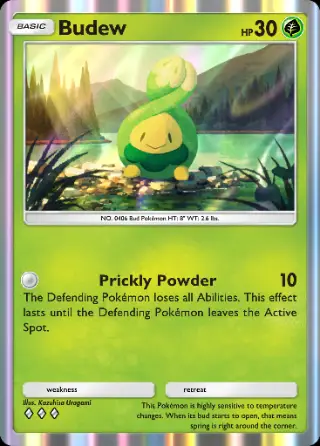 BASIC Budew HP30
NO. 0406 Bud Pokémon HT: 8" WT: 2.6 lbs.
Prickly Powder 10
The Defending Pokémon loses all Abilities. This effect
lasts until the Defending Pokémon leaves the Active
Spot.
weakness retreat
Illus. Kazuhisa Uragami
This Pokémon is highly sensitive to temperature
changes. When its bud starts to open, that means
spring is right around the corner.